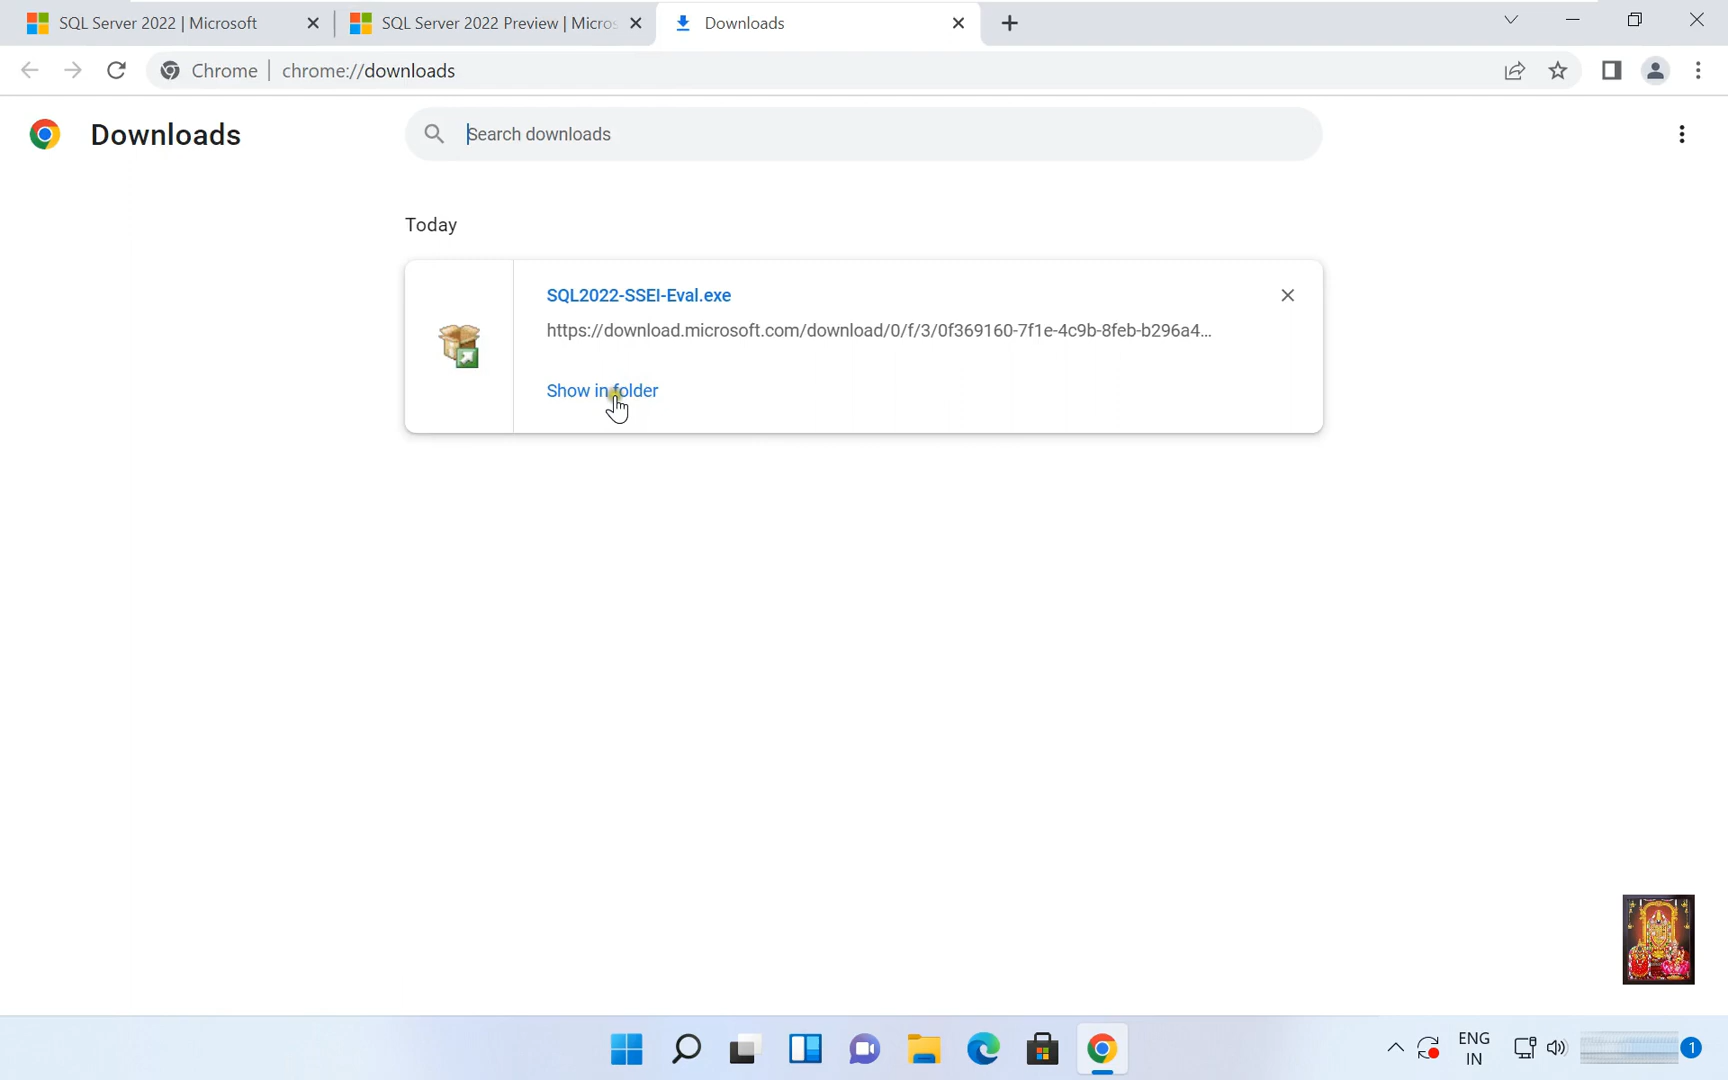 SQL Server 2022 | Microsoft
SQL Server 2022 Preview | Micros
Downloads
Chrome
chrome://downloads
Downloads
Search downloads
Today
SQL2022-SSEI-Eval.exe
https://download.microsoft.com/download/0/f/3/0f369160-7f1e-4c9b-8feb-b296a4...
Show in folder
ENG
IN
1